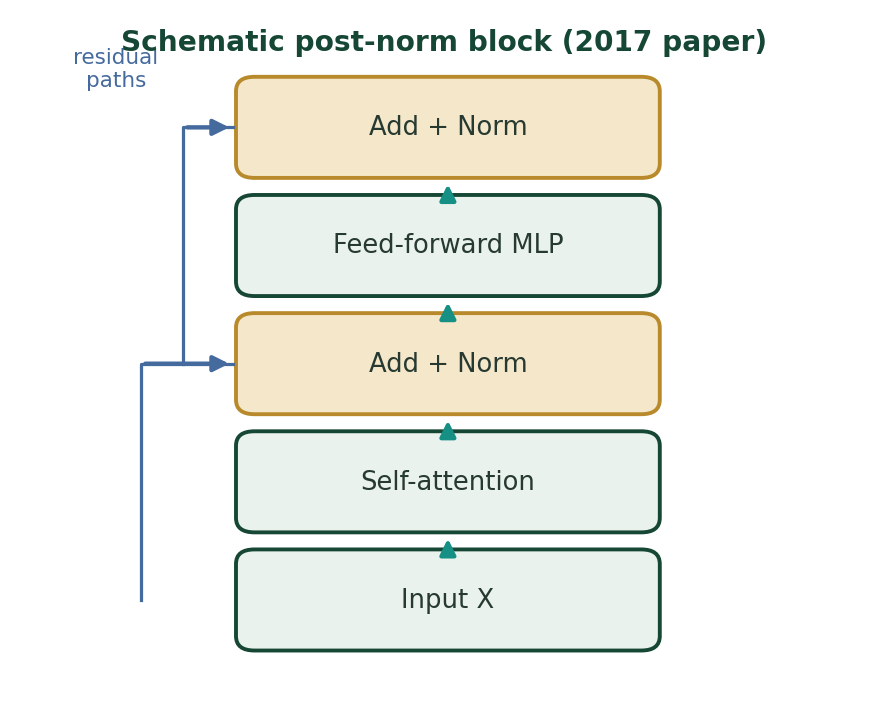 Schematic post-norm block (2017 paper)
residual
paths
Add + Norm
Feed-forward MLP
Add + Norm
Self-attention
Input X